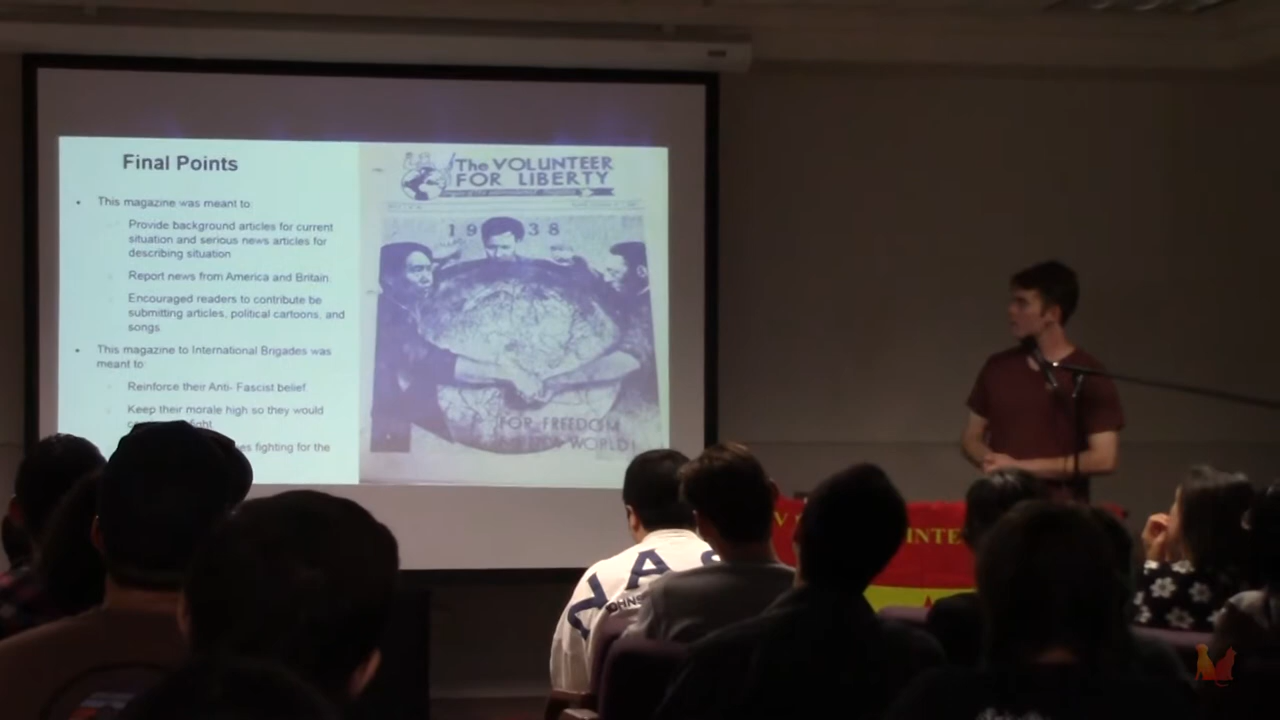 Final Points
This magazine was meant to:
Provide background articles for current
situation and serious news articles for
describing situation
Report news from America and Britain.
Encouraged readers to contribute be
submitting articles, political cartoons, and
songs.
This magazine to International Brigades was
meant to:
Reinforce their Anti- Fascist belief
Keep their morale high so they would
fight
fighting for the
The VOLUNTEER
FOR LIBERTY
1938
FOR FREEDOM
WORLD!
INTE